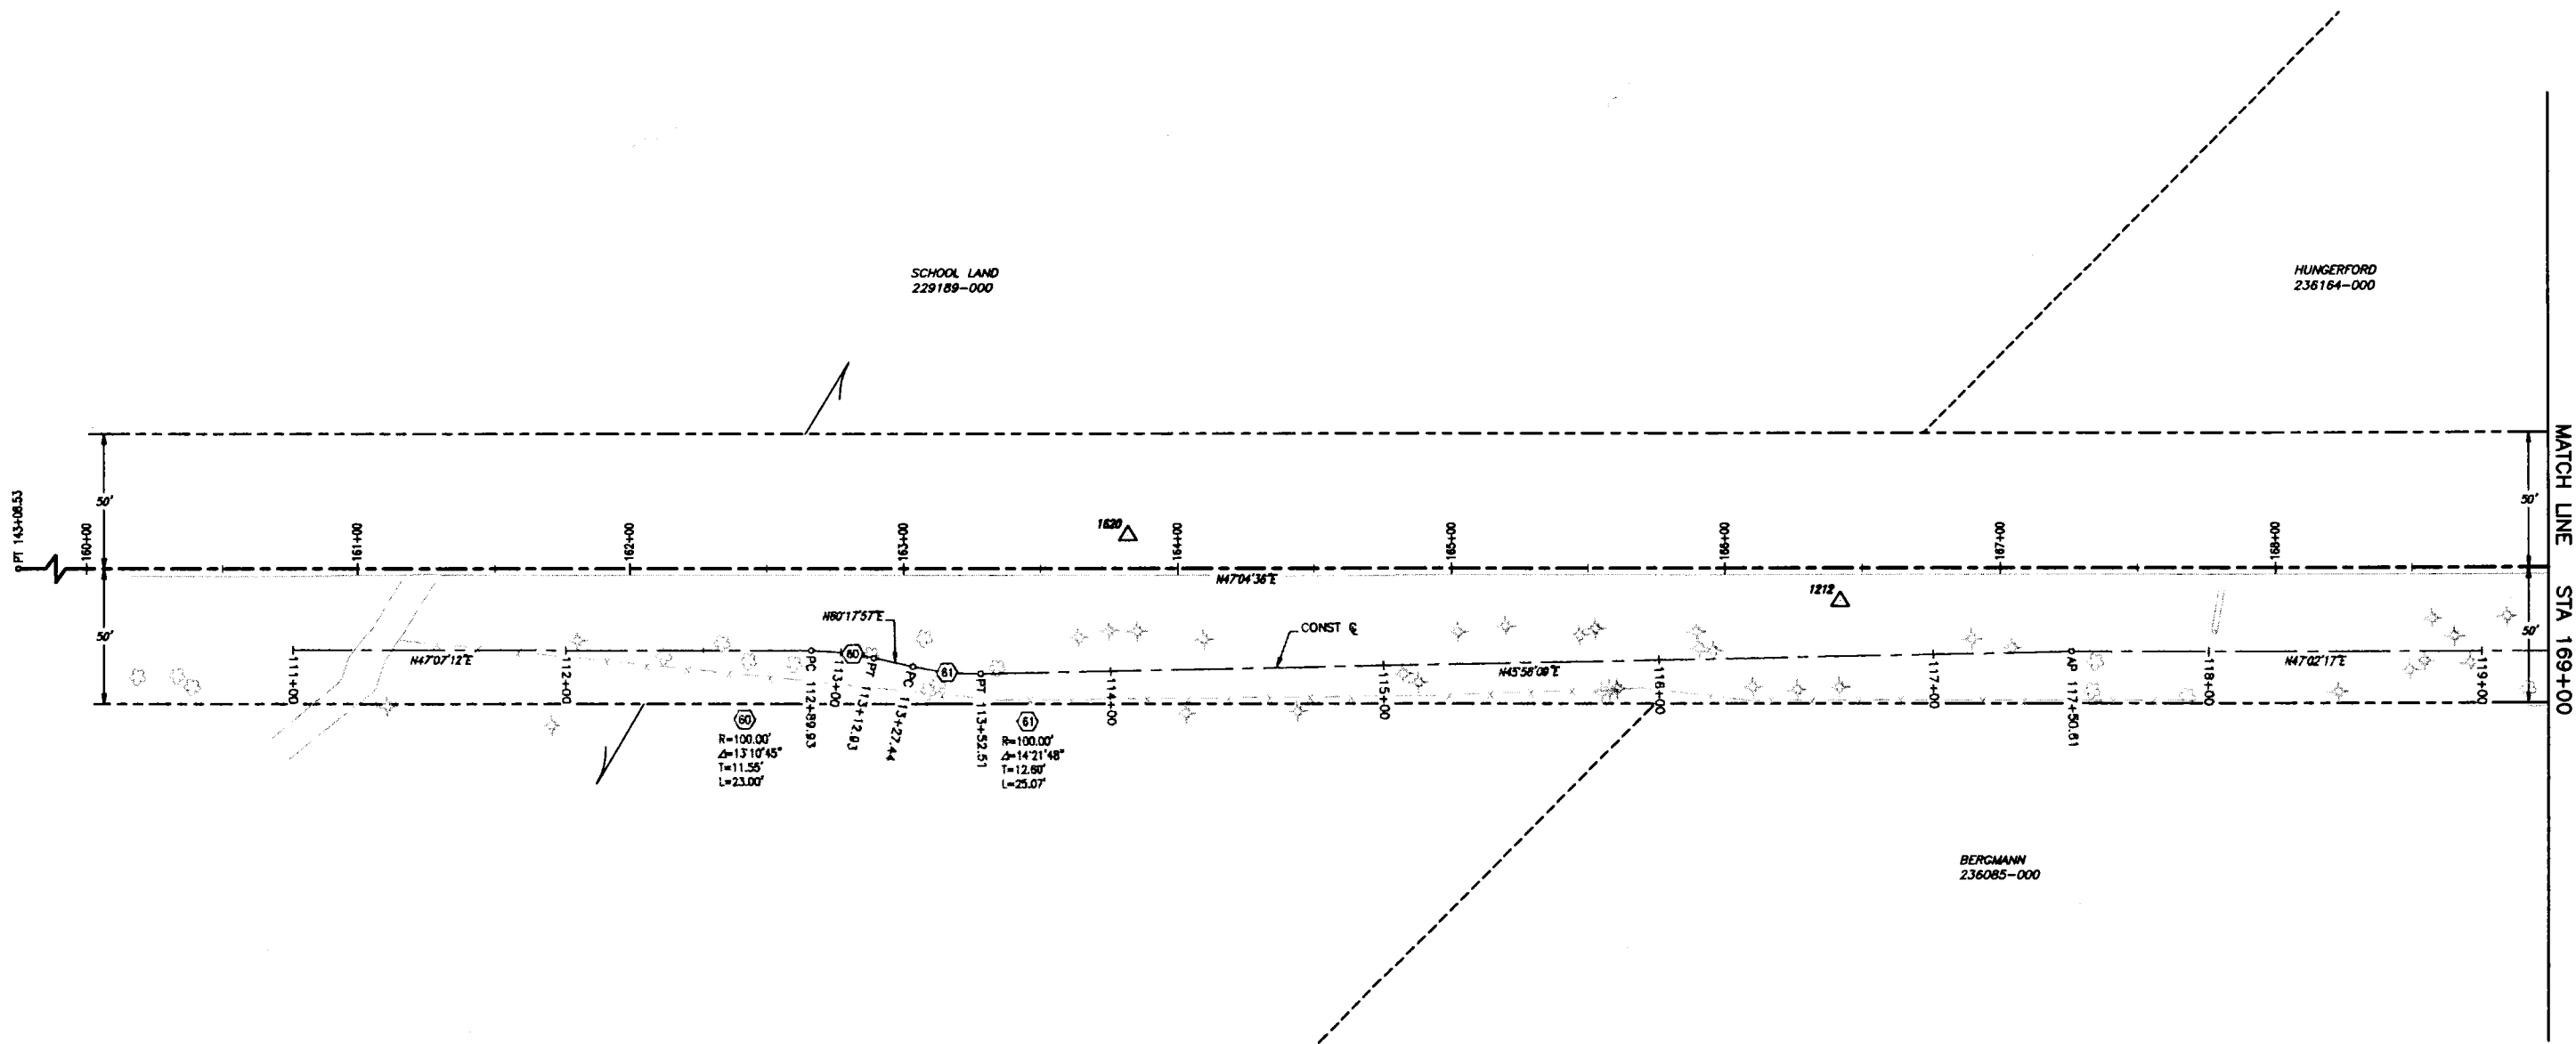 SCHOOL LAND
229189-000
HUNGERFORD
236164-000
MATCH LINE STA 169+00
50'
50'
PT 143+08.53
160+00
161+00
162+00
163+00
164+00
165+00
166+00
167+00
168+00
1620
N47°04'36"E
1212
50'
50'
N60°17'57"E
CONST ℄
N47°07'12"E
N45°56'09"E
N47°02'17"E
60
61
111+00
112+00
PC 112+89.93
113+00
PT 113+12.93
PC 113+27.44
PT 113+52.51
114+00
115+00
116+00
117+00
AP 117+50.61
118+00
119+00
60
R=100.00'
Δ=13°10'45"
T=11.55'
L=23.00'
61
R=100.00'
Δ=14°21'48"
T=12.60'
L=25.07'
BERGMANN
236085-000